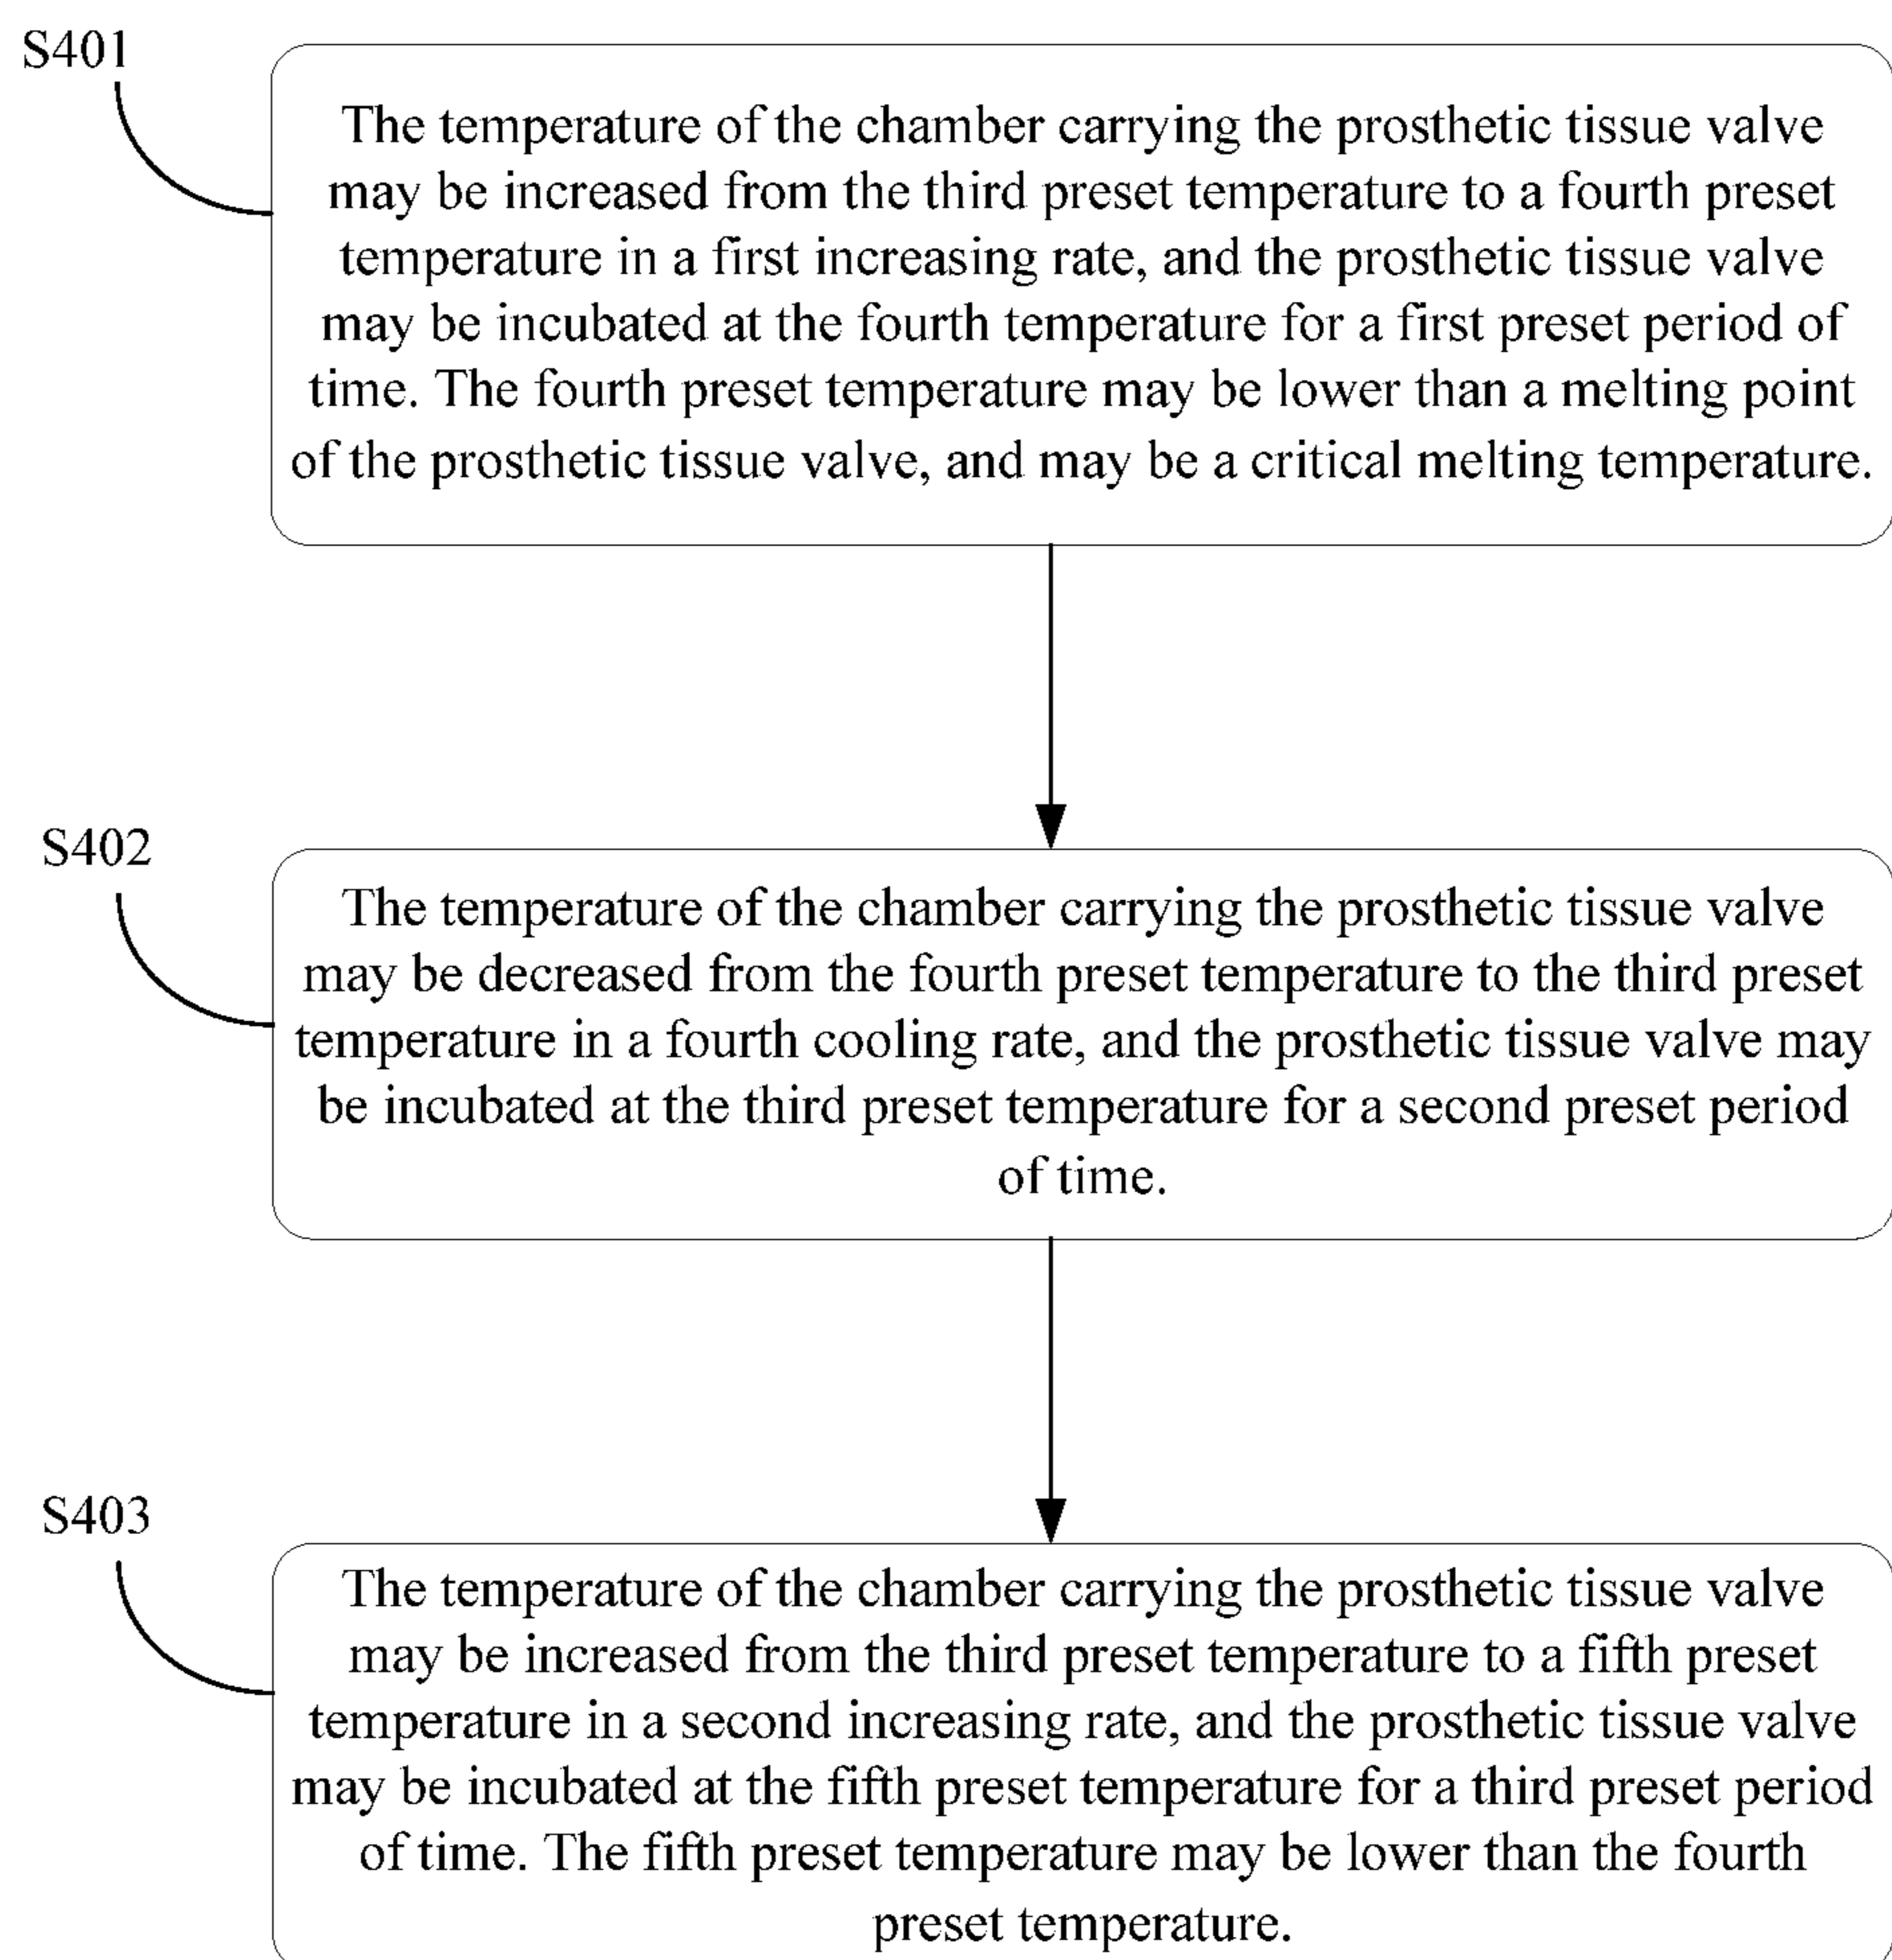 S401
The temperature of the chamber carrying the prosthetic tissue valve
may be increased from the third preset temperature to a fourth preset
temperature in a first increasing rate, and the prosthetic tissue valve
may be incubated at the fourth temperature for a first preset period of
time. The fourth preset temperature may be lower than a melting point
of the prosthetic tissue valve, and may be a critical melting temperature.
S402
The temperature of the chamber carrying the prosthetic tissue valve
may be decreased from the fourth preset temperature to the third preset
temperature in a fourth cooling rate, and the prosthetic tissue valve may
be incubated at the third preset temperature for a second preset period
of time.
S403
The temperature of the chamber carrying the prosthetic tissue valve
may be increased from the third preset temperature to a fifth preset
temperature in a second increasing rate, and the prosthetic tissue valve
may be incubated at the fifth preset temperature for a third preset period
of time. The fifth preset temperature may be lower than the fourth
preset temperature.